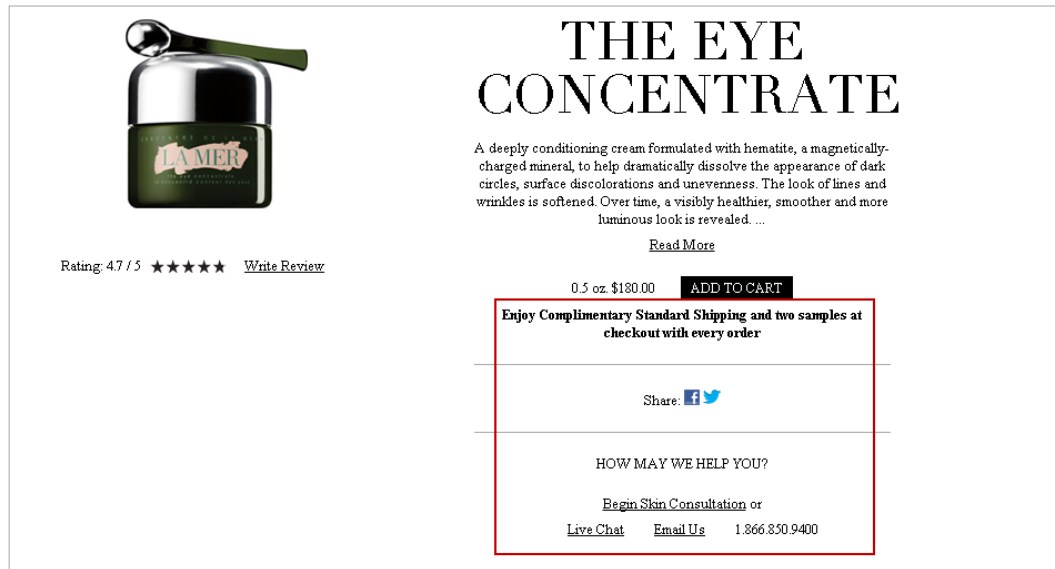 LA MER
the eye concentrate
THE EYE
CONCENTRATE
A deeply conditioning cream formulated with hematite, a magnetically-
charged mineral, to help dramatically dissolve the appearance of dark
circles, surface discolorations and unevenness. The look of lines and
wrinkles is softened. Over time, a visibly healthier, smoother and more
luminous look is revealed. ...
Read More
Rating: 4.7 / 5 Write Review
0.5 oz. $180.00 ADD TO CART
Enjoy Complimentary Standard Shipping and two samples at
checkout with every order
Share:
HOW MAY WE HELP YOU?
Begin Skin Consultation or
Live Chat Email Us 1.866.850.9400